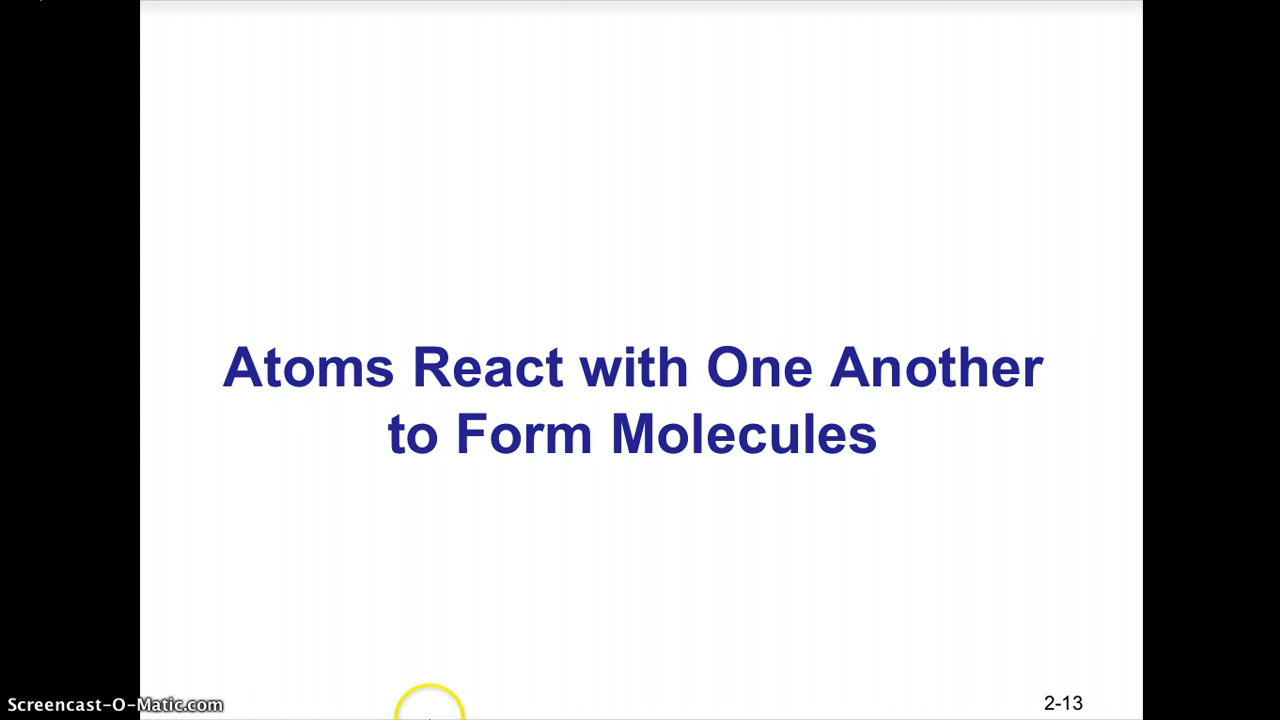 Atoms React with One Another
to Form Molecules
Screencast-O-Matic.com
2-13